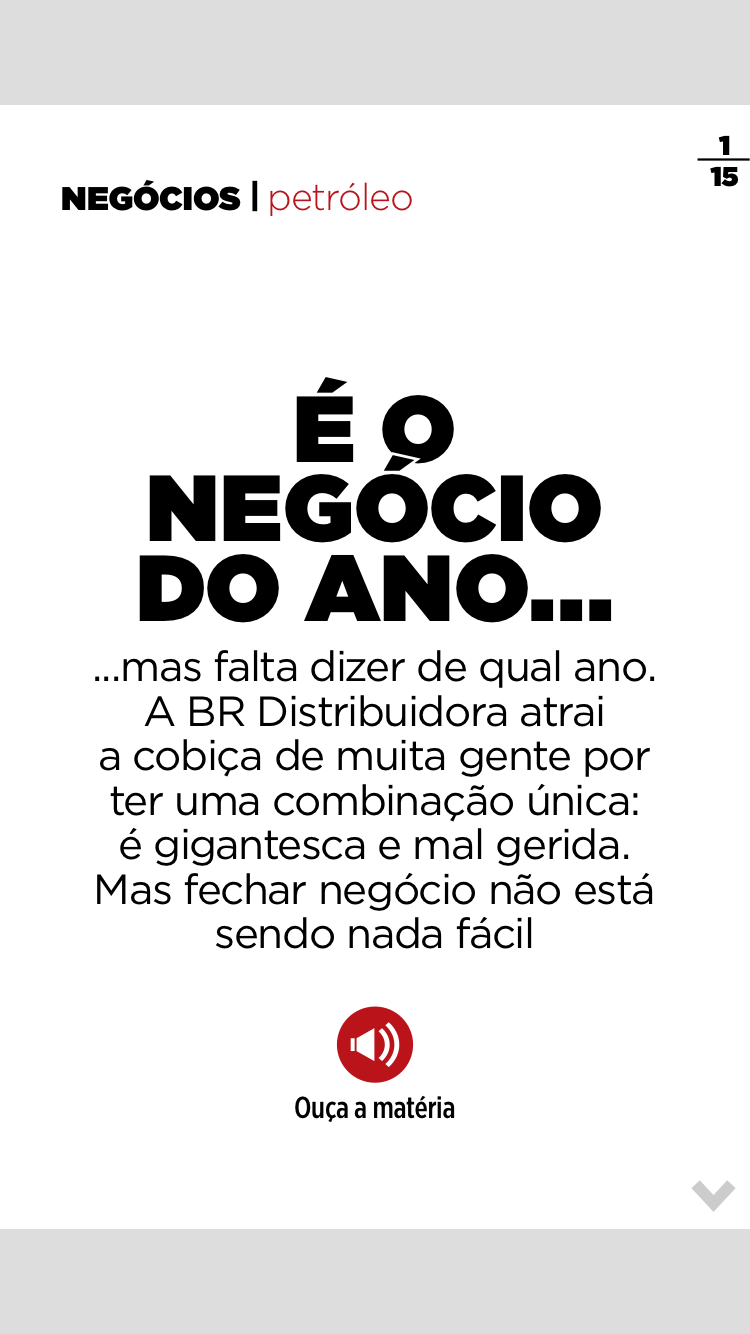 1
15
NEGÓCIOS | petróleo
É O
NEGÓCIO
DO ANO...
...mas falta dizer de qual ano.
A BR Distribuidora atrai
a cobiça de muita gente por
ter uma combinação única:
é gigantesca e mal gerida.
Mas fechar negócio não está
sendo nada fácil
Ouça a matéria